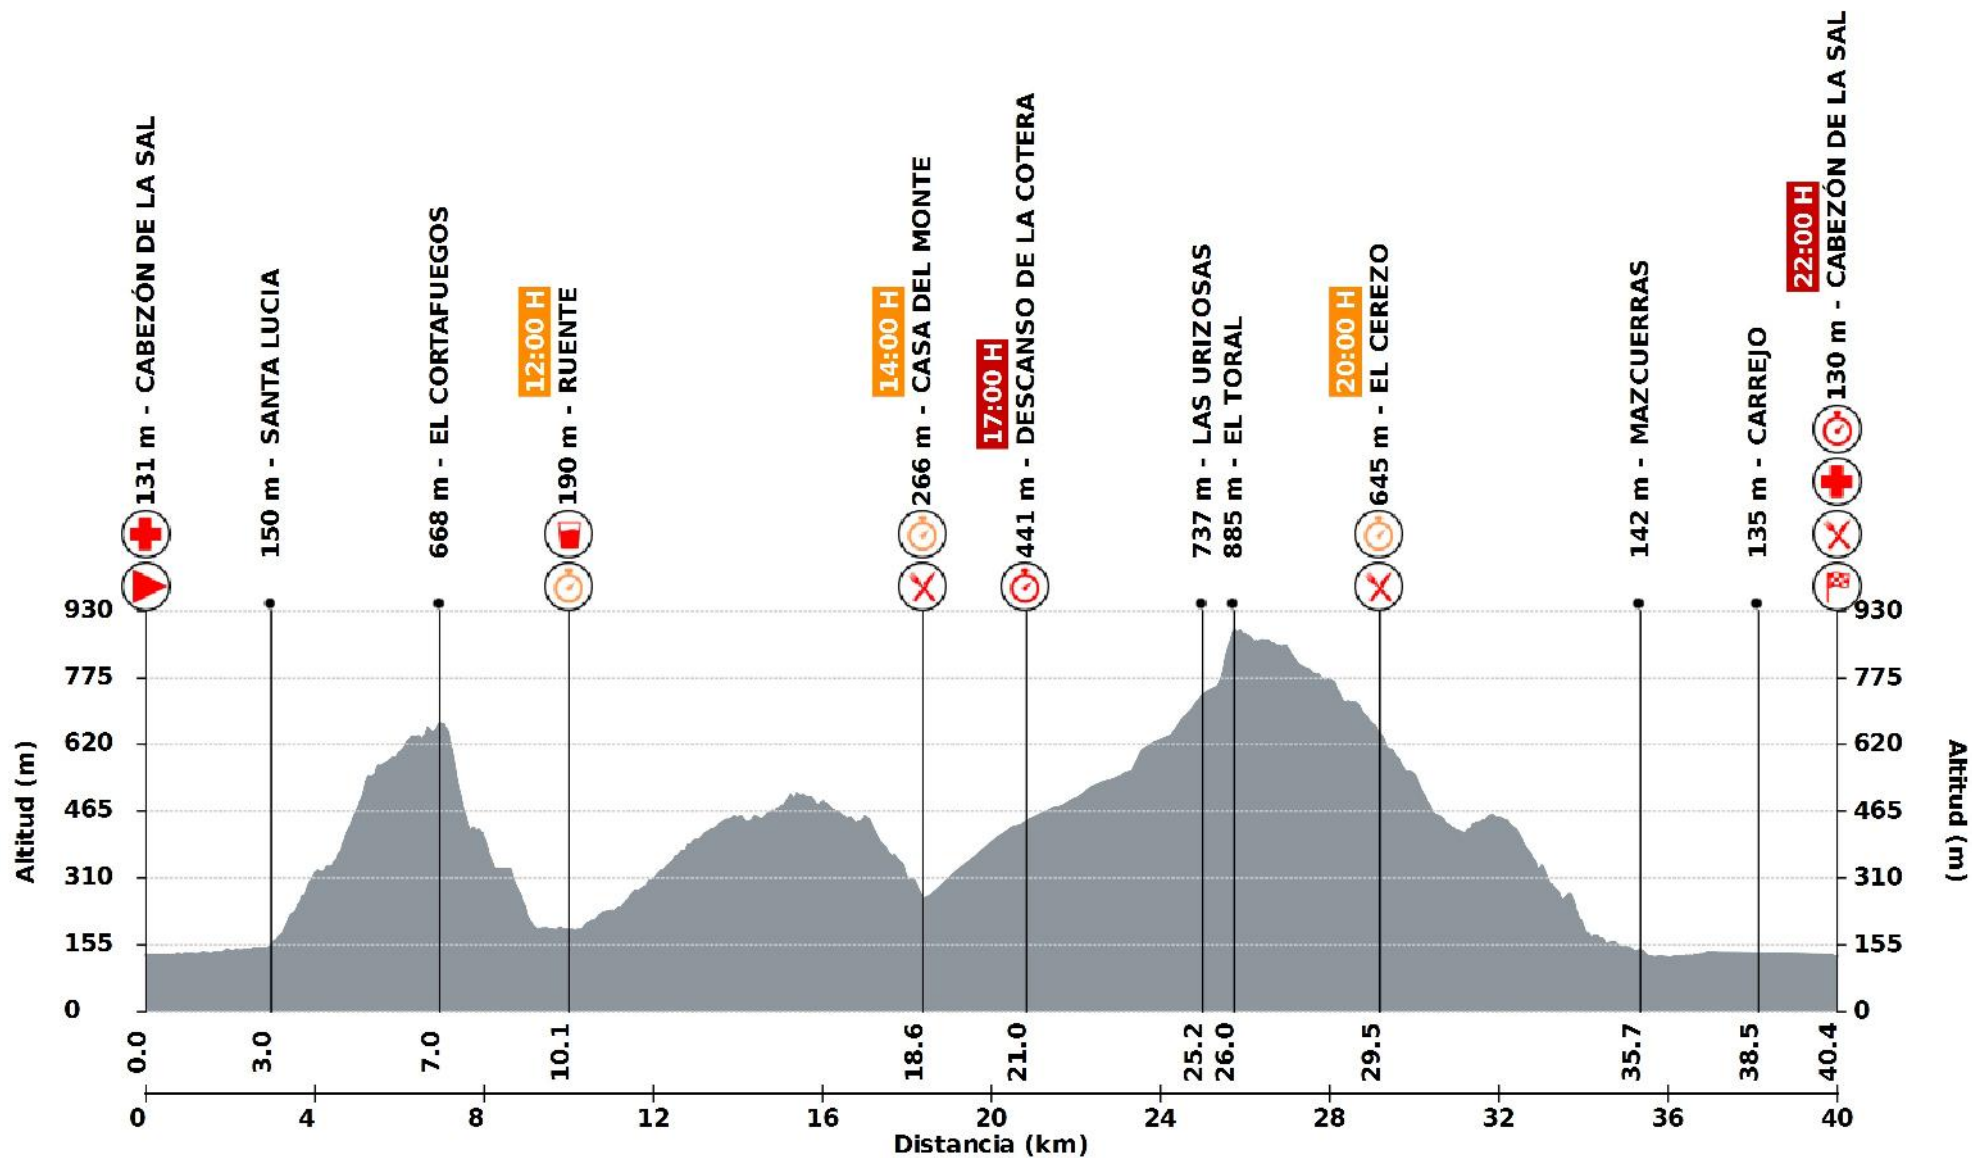 131 m - CABEZÓN DE LA SAL
150 m - SANTA LUCIA
668 m - EL CORTAFUEGOS
12:00 H
190 m - RUENTE
14:00 H
266 m - CASA DEL MONTE
17:00 H
441 m - DESCANSO DE LA COTERA
737 m - LAS URIZOSAS
885 m - EL TORAL
20:00 H
645 m - EL CEREZO
142 m - MAZCUERRAS
135 m - CARREJO
22:00 H
130 m - CABEZÓN DE LA SAL
930
775
620
465
310
155
0
Altitud (m)
930
775
620
465
310
155
0
Altitud (m)
0.0
3.0
7.0
10.1
18.6
21.0
25.2
26.0
29.5
35.7
38.5
40.4
0
4
8
12
16
20
24
28
32
36
40
Distancia (km)